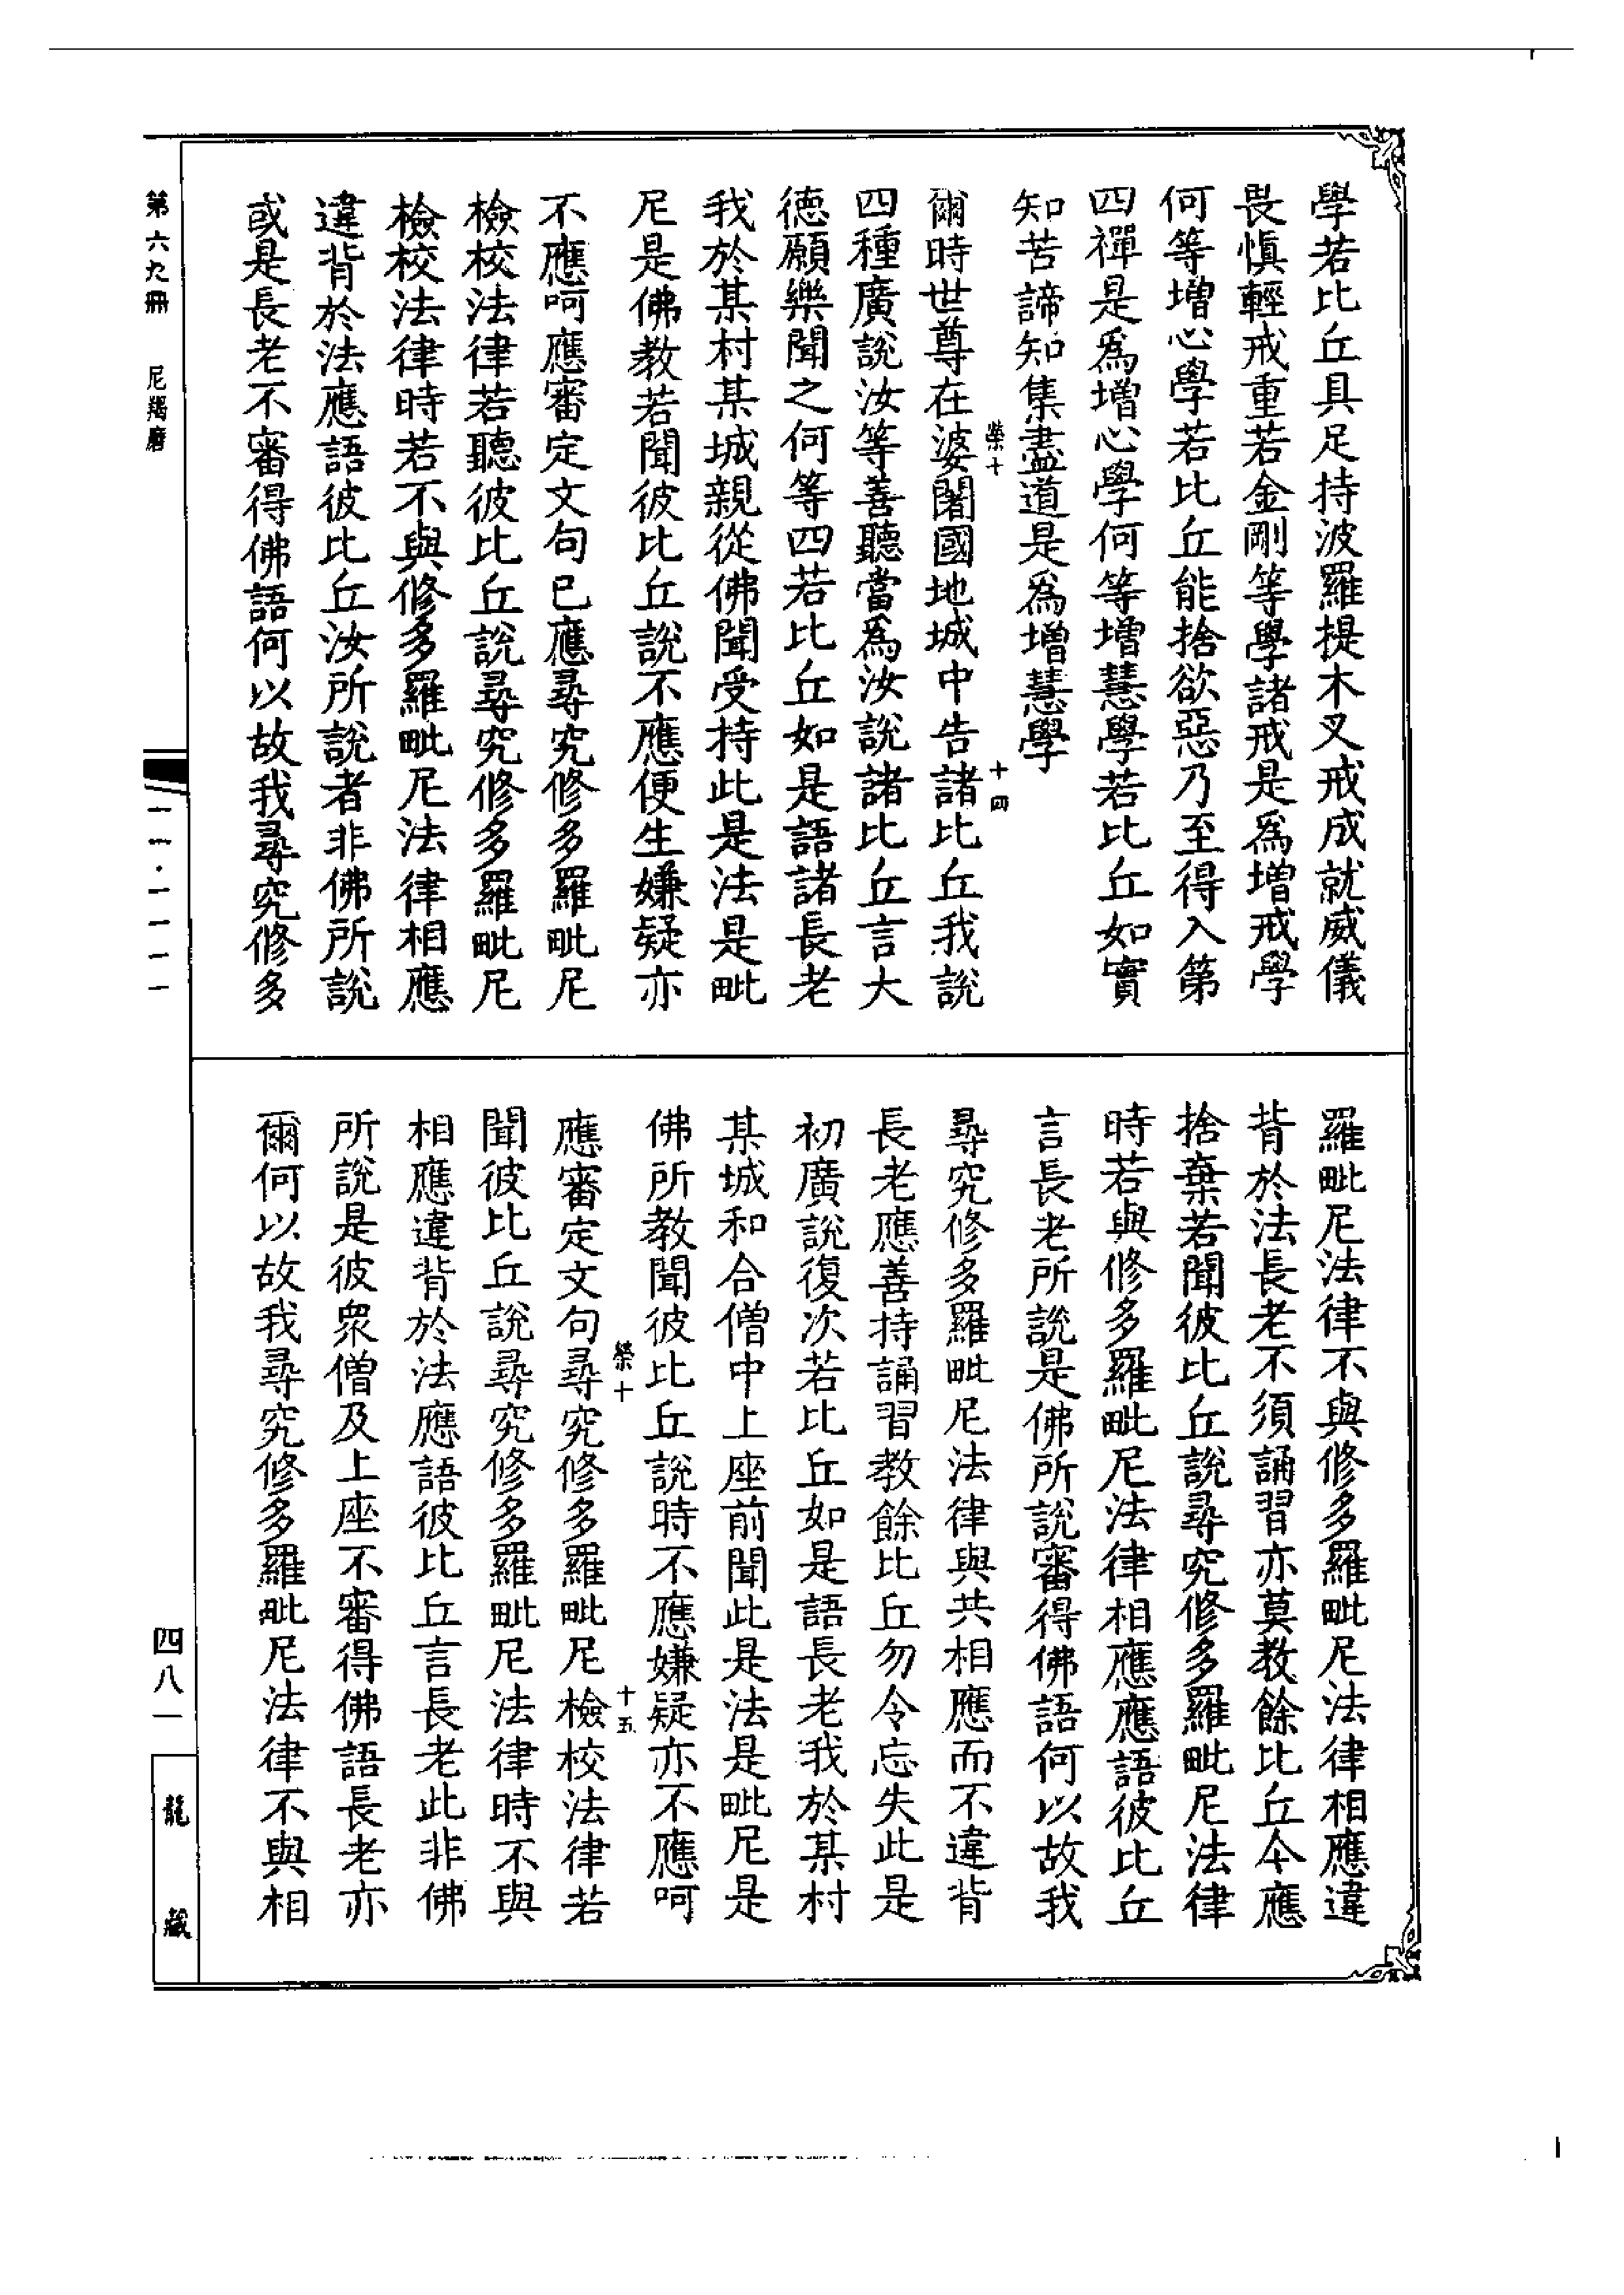 學若比丘具足持波羅提木叉戒成就威儀
畏慎輕戒重若金剛等學諸戒是為增戒學
何等增心學若比丘能捨欲惡乃至得入第
四禪是為增心學何等增慧學若比丘如實
知苦諦知集盡道是為增慧學
榮十
十四
爾時世尊在婆闍國地城中告諸比丘我說
四種廣說汝等善聽當為汝說諸比丘言大
德願樂聞之何等四若比丘如是語諸長老
我於某村某城親從佛聞受持此是法是毗
尼是佛教若聞彼比丘說不應便生嫌疑亦
不應呵應審定文句已應尋究修多羅毗尼
檢校法律若聽彼比丘說尋究修多羅毗尼
檢校法律時若不與修多羅毗尼法律相應
違背於法應語彼比丘汝所說者非佛所說
或是長老不審得佛語何以故我尋究修多
羅毗尼法律不與修多羅毗尼法律相應違
背於法長老不須誦習亦莫教餘比丘今應
捨棄若聞彼比丘說尋究修多羅毗尼法律
時若與修多羅毗尼法律相應應語彼比丘
言長老所說是佛所說審得佛語何以故我
尋究修多羅毗尼法律與共相應而不違背
長老應善持誦習教餘比丘勿令忘失此是
初廣說復次若比丘如是語長老我於某村
某城和合僧中上座前聞此是法是毗尼是
佛所教聞彼比丘說時不應嫌疑亦不應呵
榮十
十五
應審定文句尋究修多羅毗尼檢校法律若
聞彼比丘說尋究修多羅毗尼法律時不與
相應違背於法應語彼比丘言長老此非佛
所說是彼眾僧及上座不審得佛語長老亦
爾何以故我尋究修多羅毗尼法律不與相
第六九冊 尼羯磨
四八一
龍藏